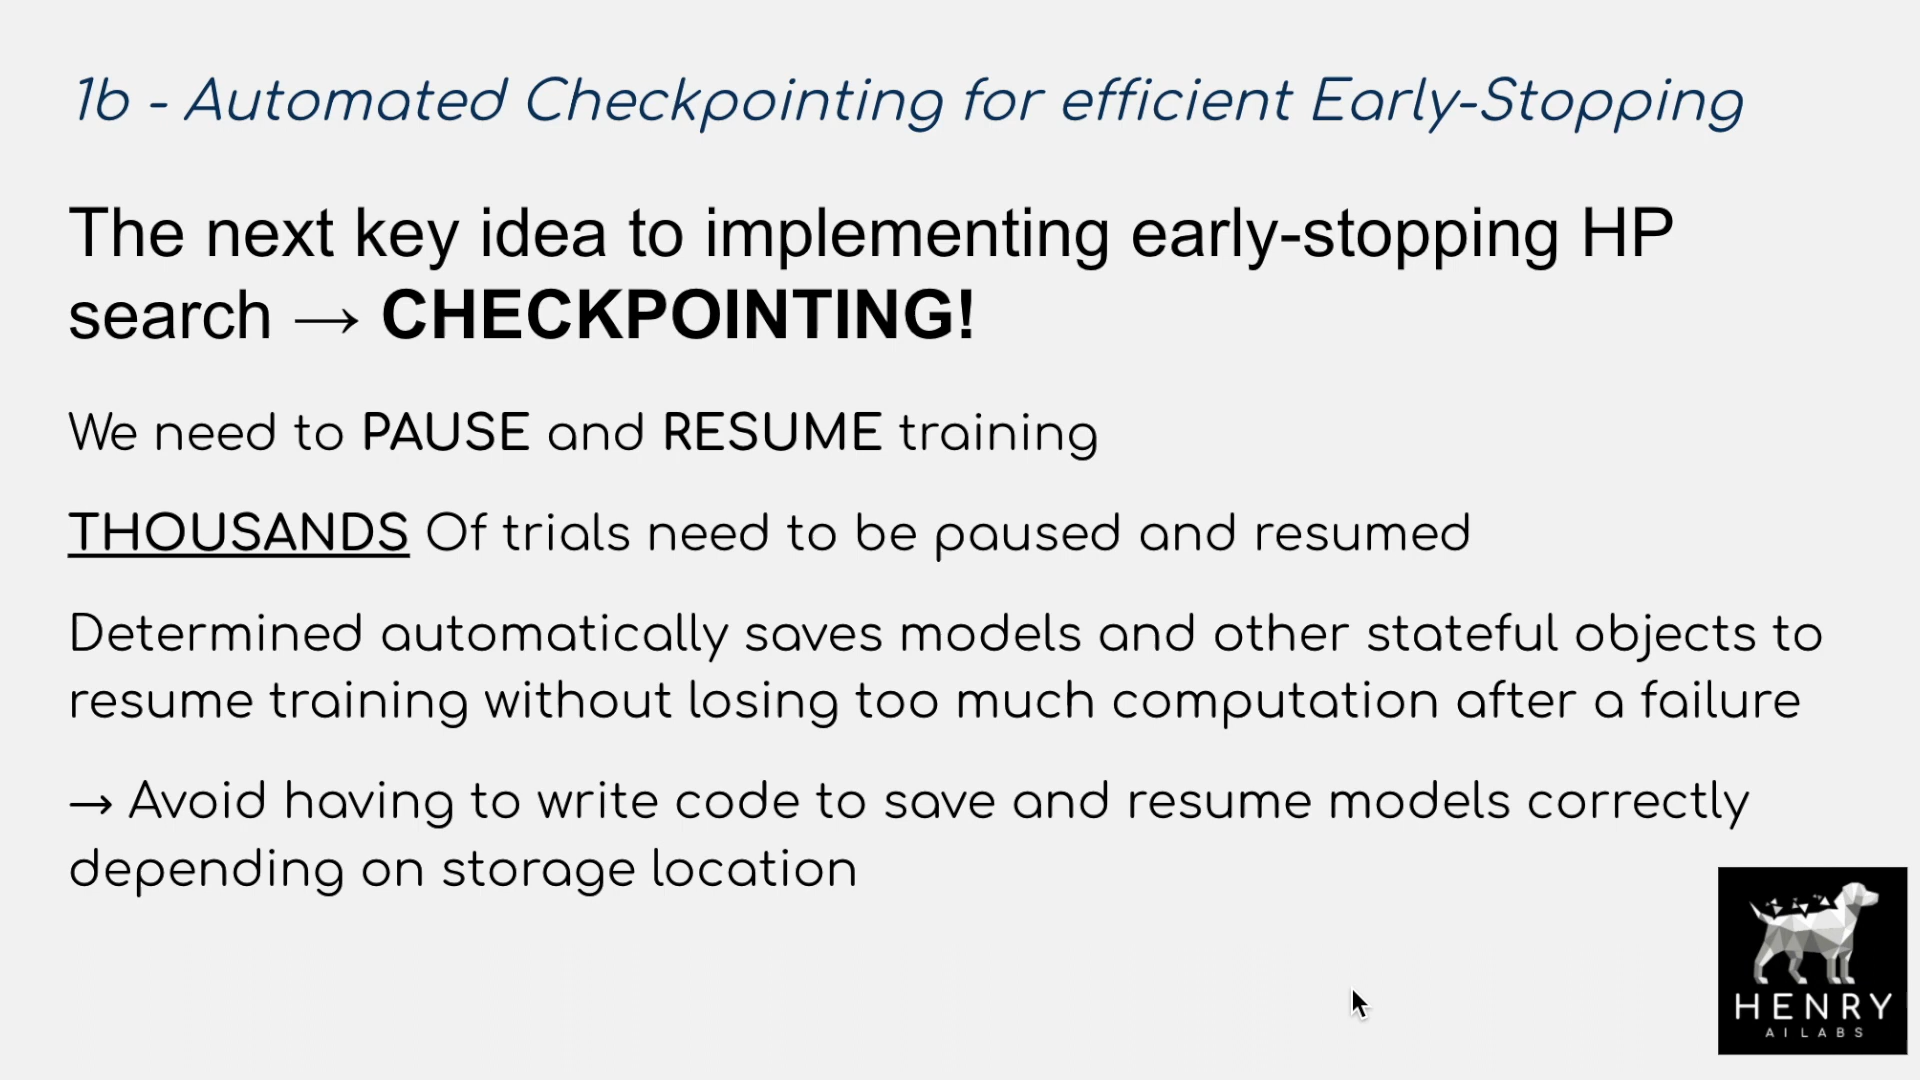 1b - Automated Checkpointing for efficient Early-Stopping
The next key idea to implementing early-stopping HP
search → CHECKPOINTING!
We need to PAUSE and RESUME training
THOUSANDS Of trials need to be paused and resumed
Determined automatically saves models and other stateful objects to
resume training without losing too much computation after a failure
→ Avoid having to write code to save and resume models correctly
depending on storage location
HENRY
AI LABS